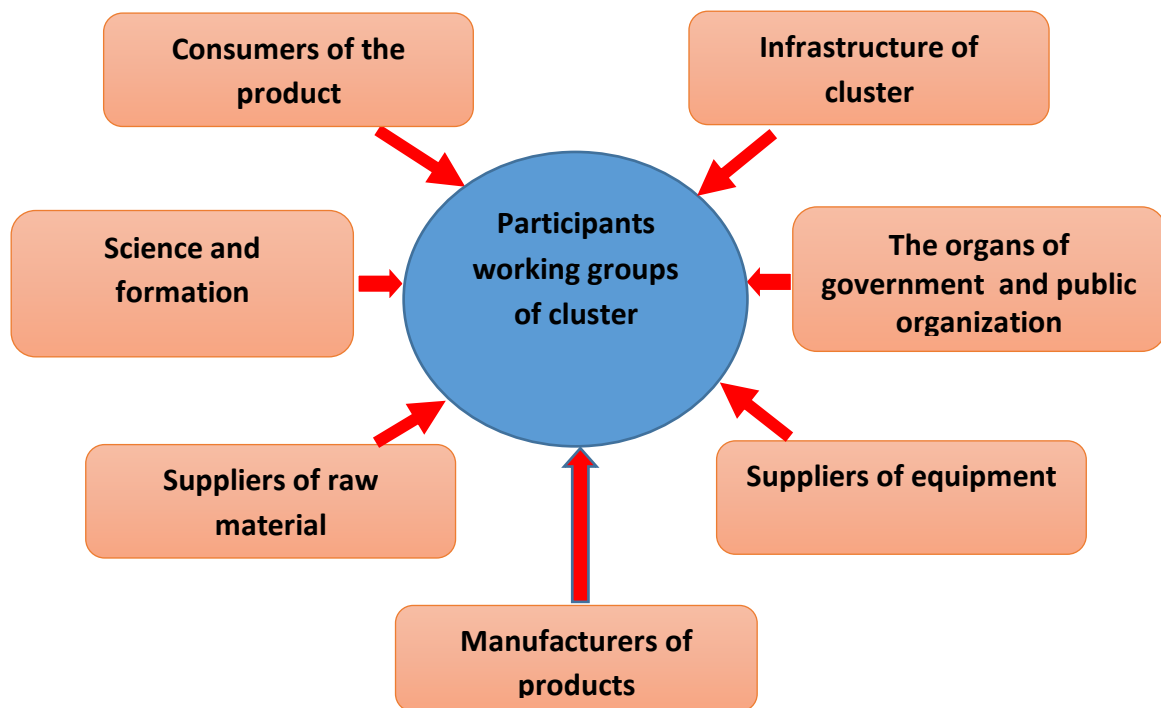 Consumers of the
product
Infrastructure of
cluster
Participants
working groups
of cluster
Science and
formation
The organs of
government  and public
organization
Suppliers of raw
material
Suppliers of equipment
Manufacturers of
products